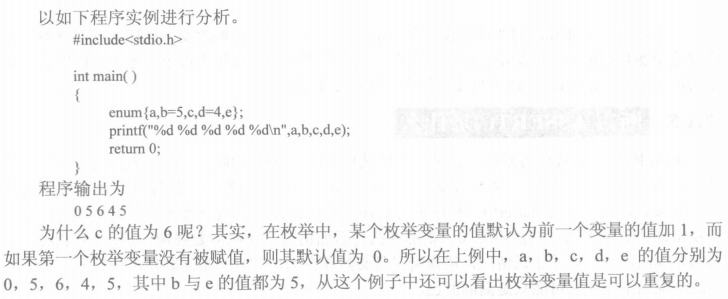 以如下程序实例进行分析。
#include<stdio.h>
int main( )
{
enum{a,b=5,c,d=4,e};
printf("%d %d %d %d %d\n",a,b,c,d,e);
return 0;
}
程序输出为
0 5 6 4 5
为什么 c 的值为 6 呢？其实，在枚举中，某个枚举变量的值默认为前一个变量的值加 1，而
如果第一个枚举变量没有被赋值，则其默认值为 0。所以在上例中，a，b，c，d，e 的值分别为
0，5，6，4，5，其中 b 与 e 的值都为 5，从这个例子中还可以看出枚举变量值是可以重复的。